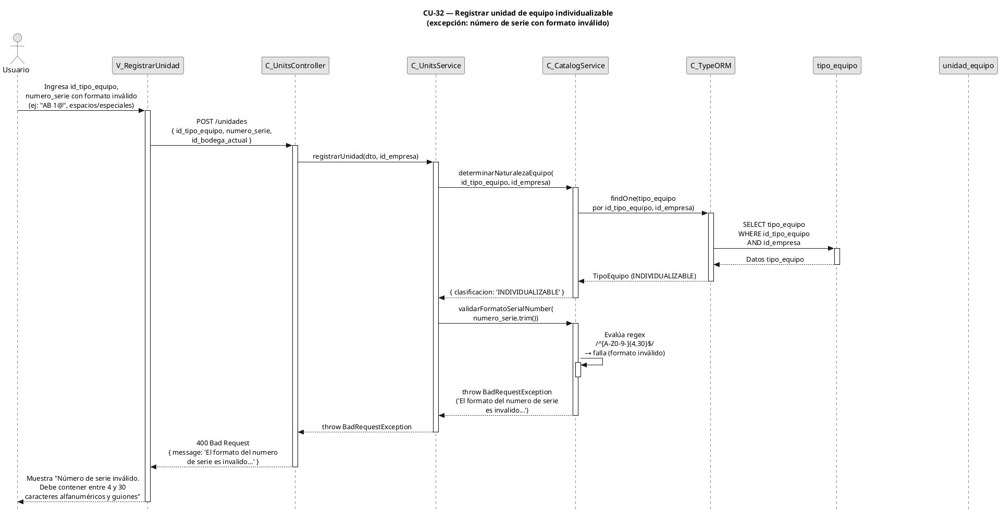 CU-32 — Registrar unidad de equipo individualizable
(excepción: número de serie con formato inválido)
Usuario
V_RegistrarUnidad
C_UnitsController
C_UnitsService
C_CatalogService
C_TypeORM
tipo_equipo
unidad_equipo
Ingresa id_tipo_equipo,
numero_serie con formato inválido
(ej: "AB 1@", espacios/especiales)
POST /unidades
{ id_tipo_equipo, numero_serie,
id_bodega_actual }
registrarUnidad(dto, id_empresa)
determinarNaturalezaEquipo(
id_tipo_equipo, id_empresa)
findOne(tipo_equipo
por id_tipo_equipo, id_empresa)
SELECT tipo_equipo
WHERE id_tipo_equipo
AND id_empresa
Datos tipo_equipo
TipoEquipo (INDIVIDUALIZABLE)
{ clasificacion: 'INDIVIDUALIZABLE' }
validarFormatoSerialNumber(
numero_serie.trim())
Evalúa regex
/^[A-Z0-9-]{4,30}$/
→ falla (formato inválido)
throw BadRequestException
('El formato del numero de serie
es invalido...')
throw BadRequestException
400 Bad Request
{ message: 'El formato del numero
de serie es invalido...' }
Muestra "Número de serie inválido.
Debe contener entre 4 y 30
caracteres alfanuméricos y guiones"